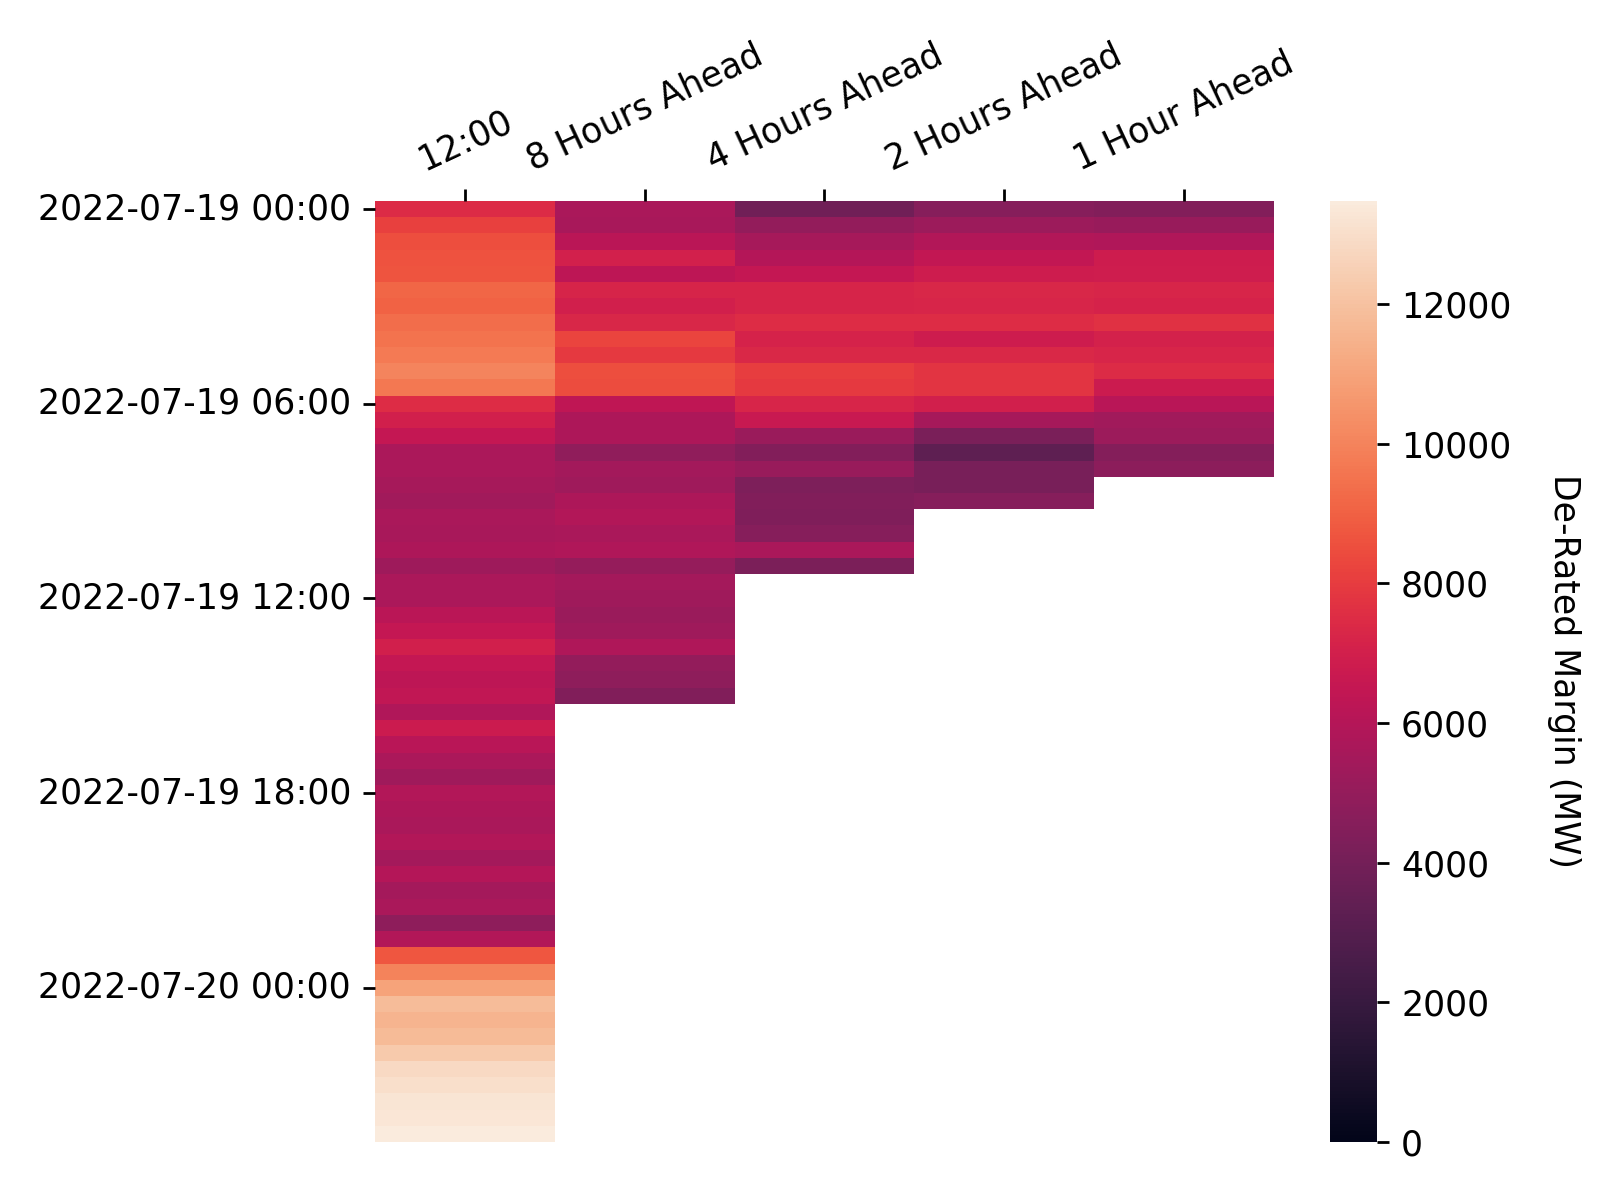 12:00
8 Hours Ahead
4 Hours Ahead
2 Hours Ahead
1 Hour Ahead
2022-07-19 00:00
2022-07-19 06:00
2022-07-19 12:00
2022-07-19 18:00
2022-07-20 00:00
12000
10000
8000
6000
4000
2000
0
De-Rated Margin (MW)